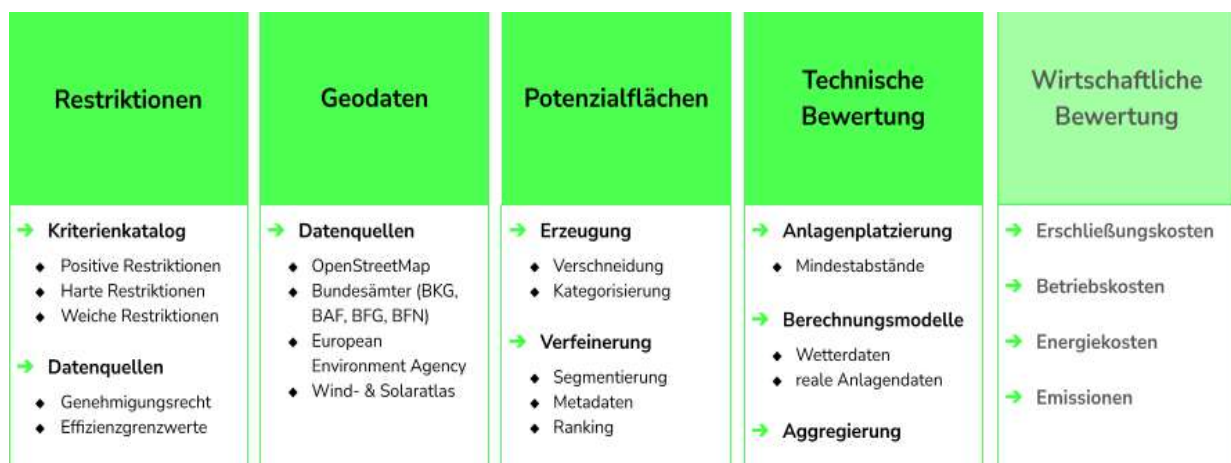 Restriktionen
➔ Kriterienkatalog
◆ Positive Restriktionen
◆ Harte Restriktionen
◆ Weiche Restriktionen
➔ Datenquellen
◆ Genehmigungsrecht
◆ Effizienzgrenzwerte
Geodaten
➔ Datenquellen
◆ OpenStreetMap
◆ Bundesämter (BKG,
BAF, BFG, BFN)
◆ European
Environment Agency
◆ Wind- & Solaratlas
Potenzialflächen
➔ Erzeugung
◆ Verschneidung
◆ Kategorisierung
➔ Verfeinerung
◆ Segmentierung
◆ Metadaten
◆ Ranking
Technische
Bewertung
➔ Anlagenplatzierung
◆ Mindestabstände
➔ Berechnungsmodelle
◆ Wetterdaten
◆ reale Anlagendaten
➔ Aggregierung
Wirtschaftliche
Bewertung
➔ Erschließungskosten
➔ Betriebskosten
➔ Energiekosten
➔ Emissionen